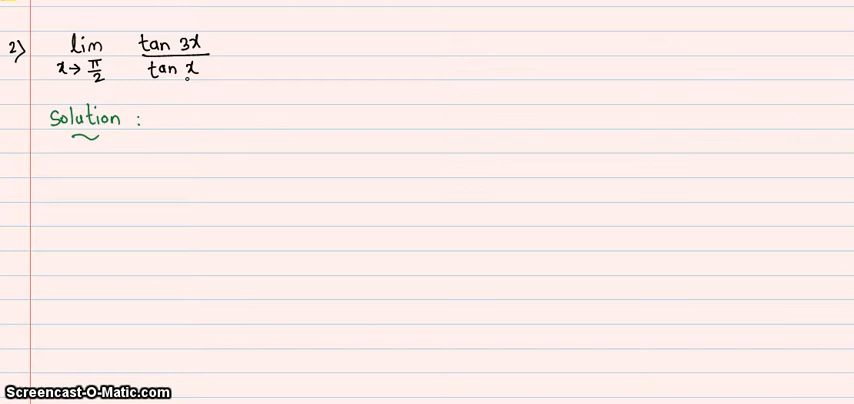 2) lim tan 3x
x→ π/2 tan x
Solution :
Screencast-O-Matic.com